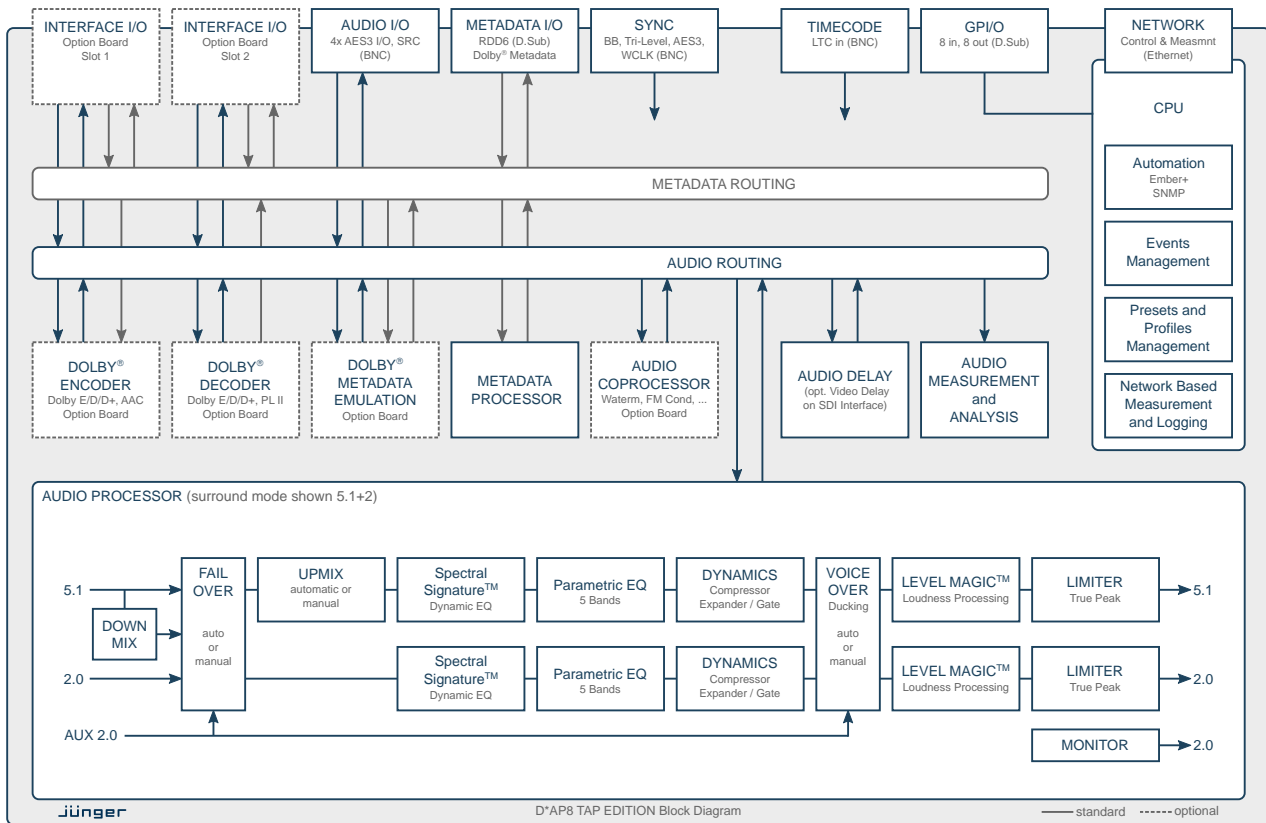 INTERFACE I/O
Option Board
Slot 1
INTERFACE I/O
Option Board
Slot 2
AUDIO I/O
4x AES3 I/O, SRC
(BNC)
METADATA I/O
RDD6 (D.Sub)
Dolby® Metadata
SYNC
BB, Tri-Level, AES3,
WCLK (BNC)
TIMECODE
LTC in (BNC)
GPI/O
8 in, 8 out (D.Sub)
NETWORK
Control & Measmnt
(Ethernet)
CPU
Automation
Ember+
SNMP
Events
Management
Presets and
Profiles
Management
Network Based
Measurement
and Logging
METADATA ROUTING
AUDIO ROUTING
DOLBY®
ENCODER
Dolby E/D/D+, AAC
Option Board
DOLBY®
DECODER
Dolby E/D/D+, PL II
Option Board
DOLBY®
METADATA
EMULATION
Option Board
METADATA
PROCESSOR
AUDIO
COPROCESSOR
Waterm, FM Cond, ...
Option Board
AUDIO DELAY
(opt. Video Delay
on SDI Interface)
AUDIO
MEASUREMENT
and
ANALYSIS
AUDIO PROCESSOR (surround mode shown 5.1+2)
5.1
DOWN
MIX
2.0
AUX 2.0
FAIL
OVER
auto
or
manual
UPMIX
automatic or
manual
Spectral
Signature™
Dynamic EQ
Parametric EQ
5 Bands
DYNAMICS
Compressor
Expander / Gate
VOICE
OVER
Ducking
auto
or
manual
LEVEL MAGIC™
Loudness Processing
LIMITER
True Peak
5.1
Spectral
Signature™
Dynamic EQ
Parametric EQ
5 Bands
DYNAMICS
Compressor
Expander / Gate
LEVEL MAGIC™
Loudness Processing
LIMITER
True Peak
2.0
MONITOR
2.0
jünger
D*AP8 TAP EDITION Block Diagram
standard
optional